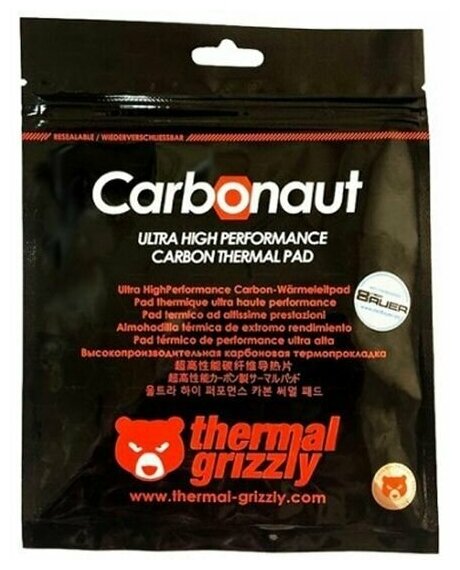 RESEALABLE / WIEDERVERSCHLIESSBAR
Carbonaut
ULTRA HIGH PERFORMANCE
CARBON THERMAL PAD
Ultra HighPerformance Carbon-Wärmeleitpad
Pad thermique ultra haute performance
Pad termico ad altissime prestazioni
Almohadilla térmica de extremo rendimiento
Pad térmico de performance ultra alta
Высокопроизводительная карбоновая термопрокладка
超高性能碳纤维导热片
超高性能カーボン製サーマルパッド
울트라 하이 퍼포먼스 카본 써멀 패드
BAUER
thermal
grizzly
www.thermal-grizzly.com